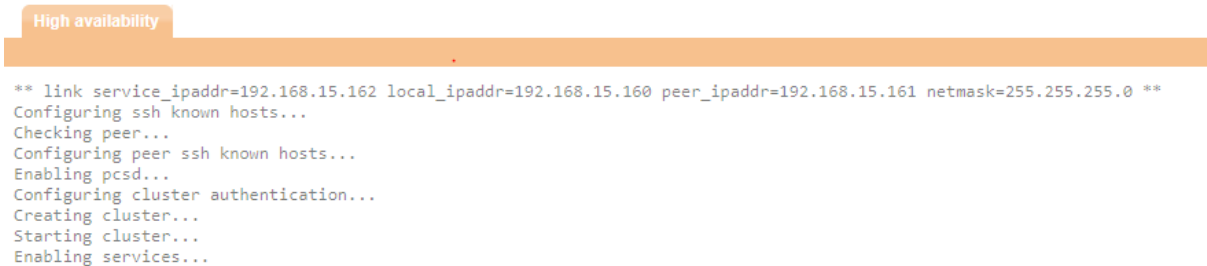 High availability
** link service_ipaddr=192.168.15.162 local_ipaddr=192.168.15.160 peer_ipaddr=192.168.15.161 netmask=255.255.255.0 **
Configuring ssh known hosts...
Checking peer...
Configuring peer ssh known hosts...
Enabling pcsd...
Configuring cluster authentication...
Creating cluster...
Starting cluster...
Enabling services...